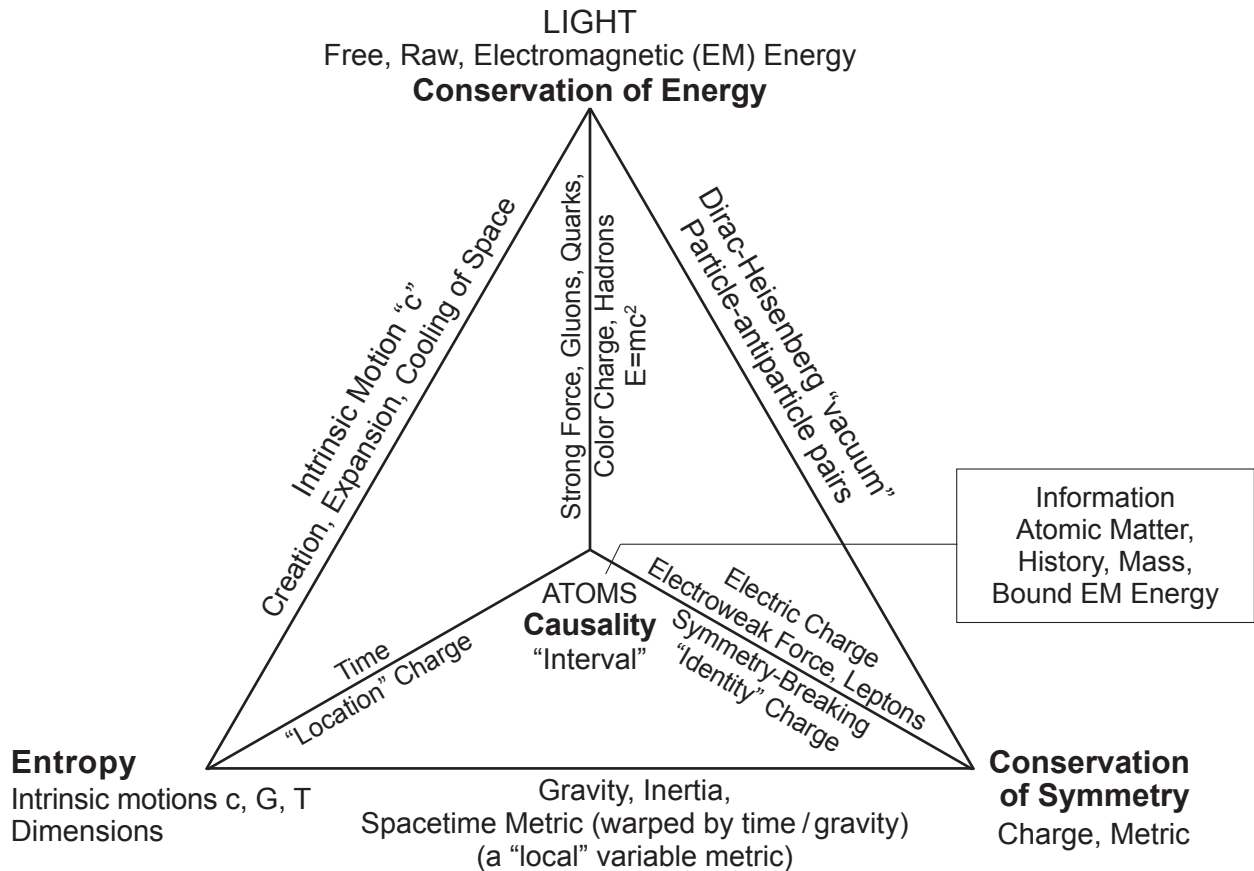 LIGHT
Free, Raw, Electromagnetic (EM) Energy
Conservation of Energy
Intrinsic Motion “c”
Creation, Expansion, Cooling of Space
Strong Force, Gluons, Quarks,
Color Charge, Hadrons
E=mc²
Dirac-Heisenberg “vacuum”
Particle-antiparticle pairs
Information
Atomic Matter,
History, Mass,
Bound EM Energy
ATOMS
Causality
“Interval”
Time
“Location” Charge
Electric Charge
Electroweak Force, Leptons
Symmetry-Breaking
“Identity” Charge
Entropy
Intrinsic motions c, G, T
Dimensions
Gravity, Inertia,
Spacetime Metric (warped by time / gravity)
(a “local” variable metric)
Conservation
of Symmetry
Charge, Metric